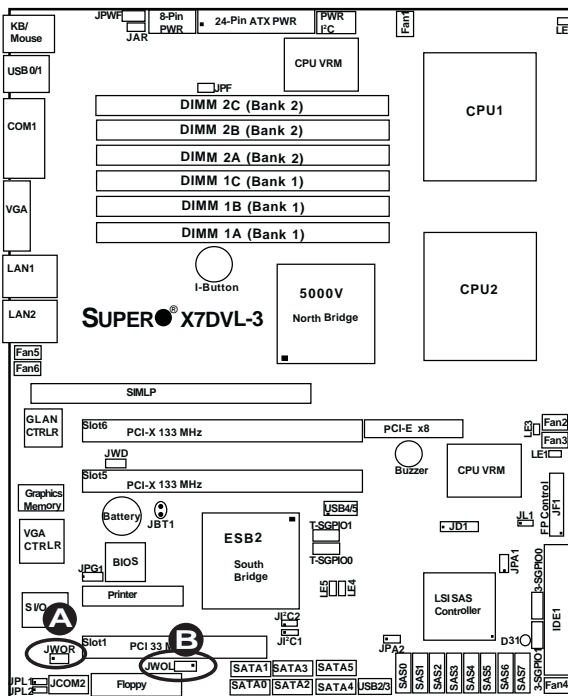 KB/
Mouse
JPWF
JAR
8-Pin
PWR
24-Pin ATX PWR
PWR
I²C
Fan1
LE
USB 0/1
CPU VRM
JPF
COM1
DIMM 2C (Bank 2)
DIMM 2B (Bank 2)
DIMM 2A (Bank 2)
DIMM 1C (Bank 1)
DIMM 1B (Bank 1)
DIMM 1A (Bank 1)
CPU1
VGA
LAN1
I-Button
5000V
North Bridge
CPU2
LAN2
SUPER●® X7DVL-3
Fan5
Fan6
SIMLP
GLAN
CTRLR
Slot6
PCI-X 133 MHz
PCI-E x8
LE3
Fan2
Fan3
LE1
JWD
Buzzer
CPU VRM
Slot5
PCI-X 133 MHz
Graphics
Memory
Battery
JBT1
USB4/5
T-SGPIO1
T-SGPIO0
JD1
JL1
FP Control
JF1
VGA
CTRLR
ESB2
South
Bridge
BIOS
JPG1
JPA1
3-SGPIO0
Printer
LE5
LE4
LSI SAS
Controller
IDE1
S I/O
A
JI²C2
JI²C1
D31
JPA2
3-SGPIO1
JWOR
Slot1
PCI 33 MHz
B
JWOL
SATA1
SATA3
SATA5
SAS0
SAS1
SAS2
SAS3
SAS4
SAS5
SAS6
SAS7
JPL1
JPL2
JCOM2
Floppy
SATA0
SATA2
SATA4
USB2/3
Fan4